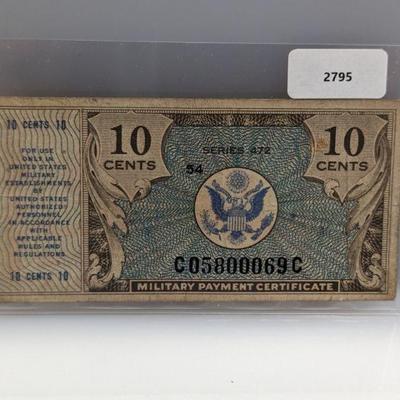 2795
10 CENTS 10
FOR USE
ONLY IN
UNITED STATES
MILITARY
ESTABLISHMENTS
BY
UNITED STATES
AUTHORIZED
PERSONNEL
IN ACCORDANCE
WITH
APPLICABLE
RULES AND
REGULATIONS.
10 CENTS 10
10
CENTS
SERIES 472
54
10
CENTS
C05800069C
MILITARY PAYMENT CERTIFICATE